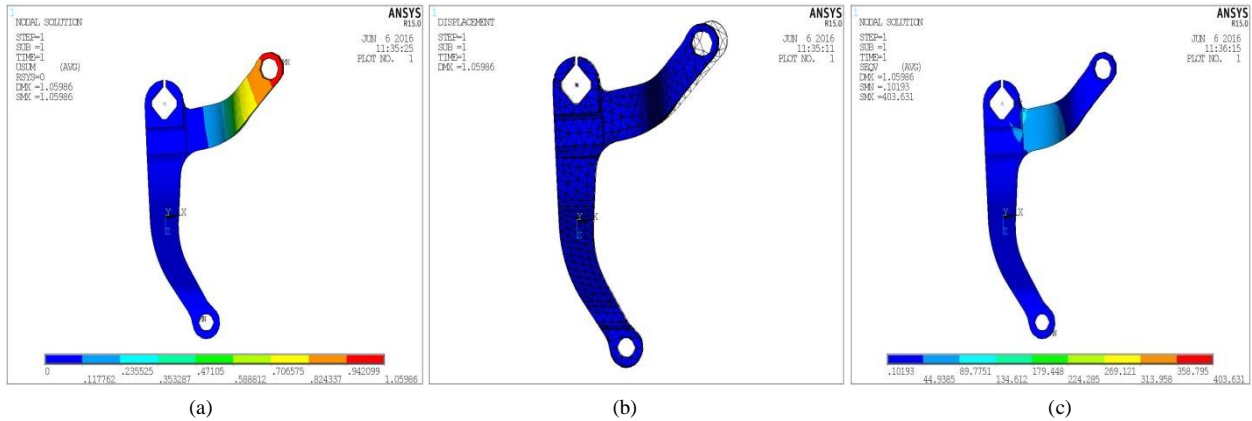 1
NODAL SOLUTION
STEP=1
SUB =1
TIME=1
USUM (AVG)
RSYS=0
DMX =1.05986
SMX =1.05986
ANSYS
R15.0
JUN 6 2016
11:35:25
PLOT NO. 1
MX
Y
X
0
.117762
.235525
.353287
.47105
.588812
.706575
.824337
.942099
1.05986
(a)
1
DISPLACEMENT
STEP=1
SUB =1
TIME=1
DMX =1.05986
ANSYS
R15.0
JUN 6 2016
11:35:11
PLOT NO. 1
Y
X
(b)
1
NODAL SOLUTION
STEP=1
SUB =1
TIME=1
SEQV (AVG)
DMX =1.05986
SMN =.10193
SMX =403.631
ANSYS
R15.0
JUN 6 2016
11:36:15
PLOT NO. 1
Y
X
.10193
44.9385
89.7751
134.612
179.448
224.285
269.121
313.958
358.795
403.631
(c)